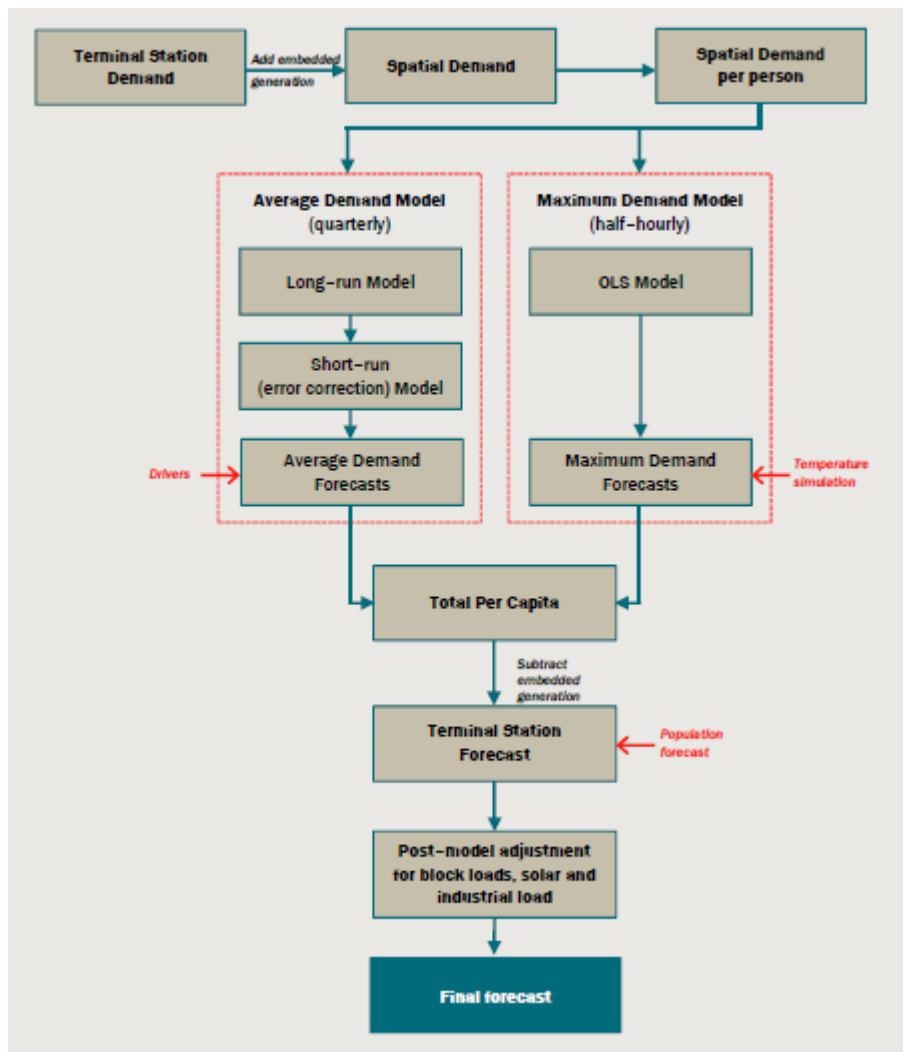 Terminal Station
Demand
Add embedded
generation
Spatial Demand
Spatial Demand
per person
Average Demand Model
(quarterly)
Maximum Demand Model
(half-hourly)
Long-run Model
OLS Model
Short-run
(error correction) Model
Drivers
Average Demand
Forecasts
Maximum Demand
Forecasts
Temperature
simulation
Total Per Capita
Subtract
embedded
generation
Terminal Station
Forecast
Population
forecast
Post-model adjustment
for block loads, solar and
industrial load
Final forecast